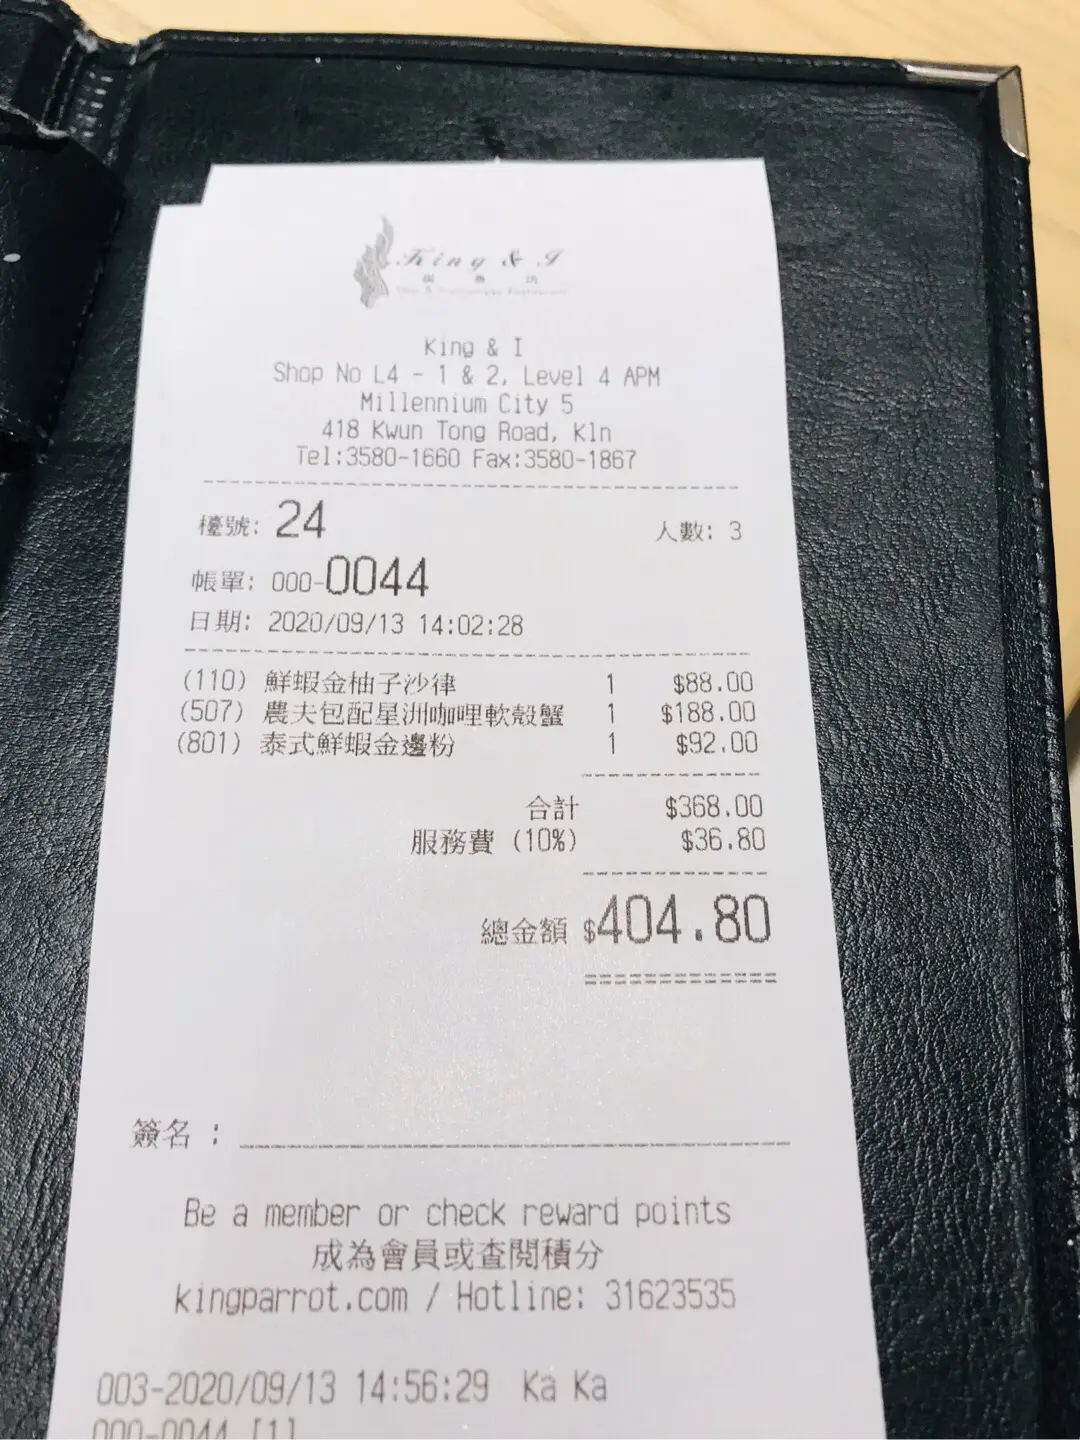 King & I
King & I
Shop No L4 - 1 & 2, Level 4 APM
Millennium City 5
418 Kwun Tong Road, Kln
Tel:3580-1660 Fax:3580-1867
檯號: 24 人數: 3
帳單: 000-0044
日期: 2020/09/13 14:02:28
(110) 鮮蝦金柚子沙律 1 $88.00
(507) 農夫包配星洲咖哩軟殼蟹 1 $188.00
(801) 泰式鮮蝦金邊粉 1 $92.00
合計 $368.00
服務費 (10%) $36.80
總金額 $404.80
簽名 :
Be a member or check reward points
成為會員或查閱積分
kingparrot.com / Hotline: 31623535
003-2020/09/13 14:56:29 Ka Ka
000-0044 [1]